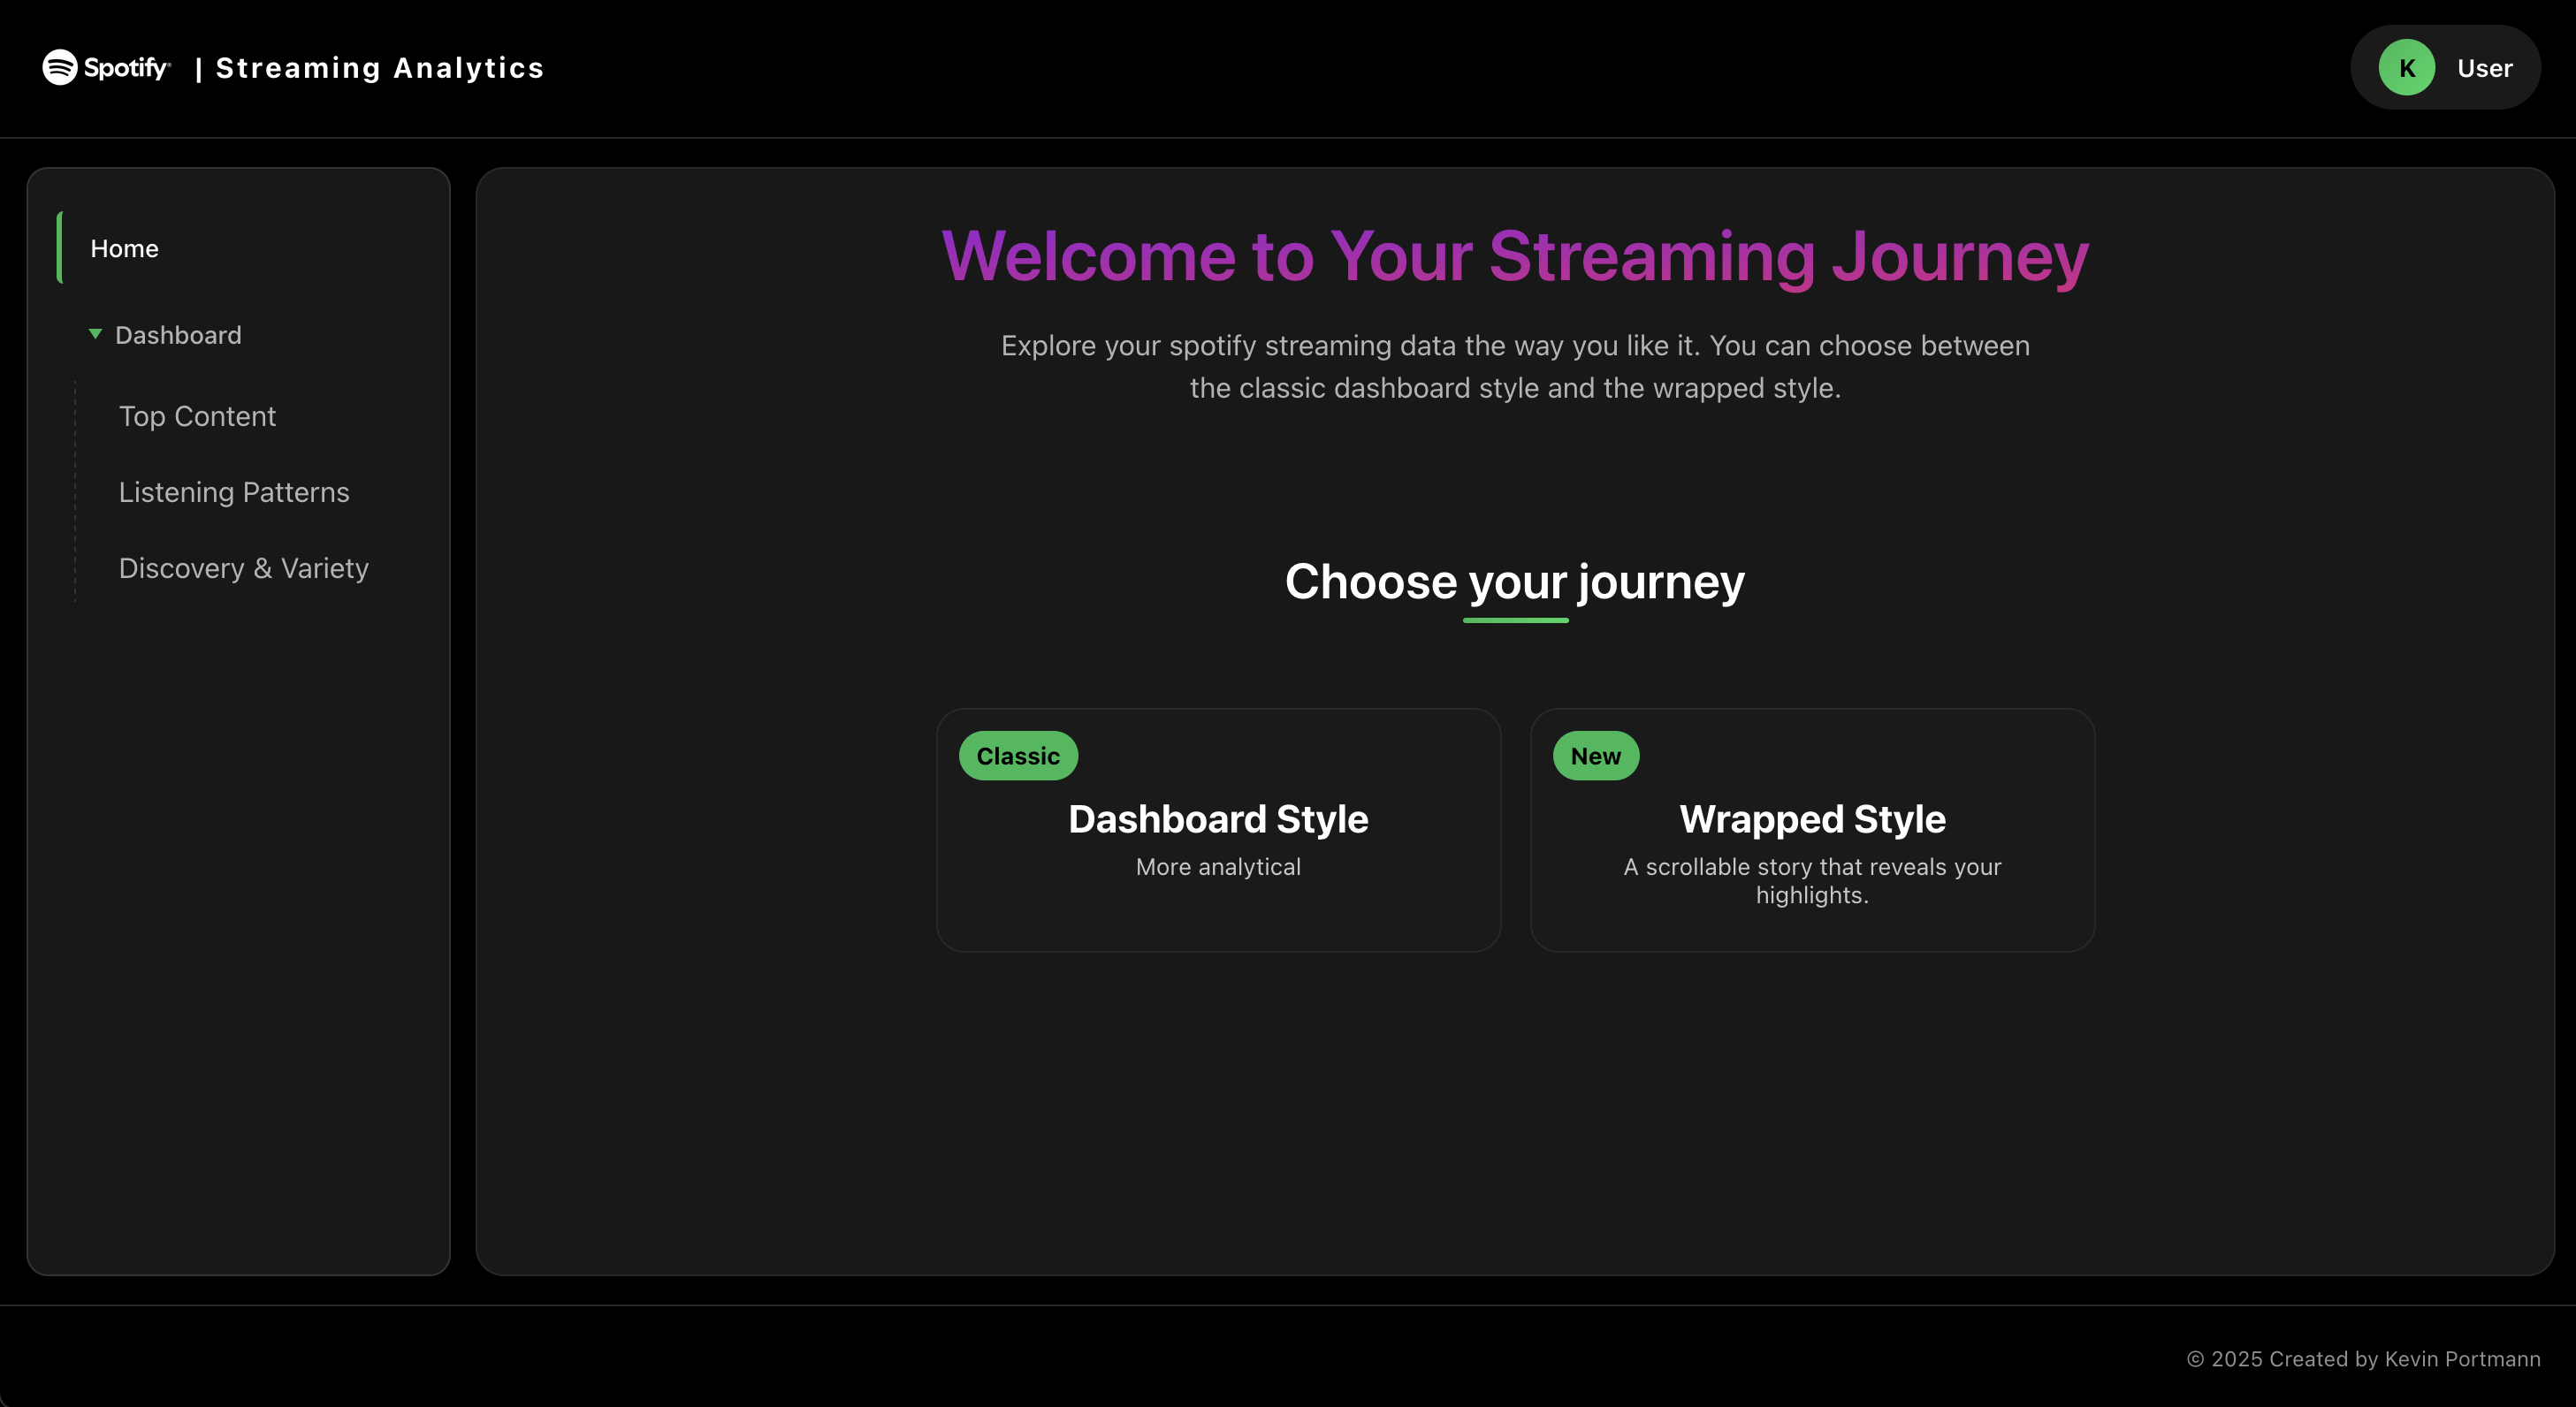 Spotify® | Streaming Analytics
K User
Home
Dashboard
Top Content
Listening Patterns
Discovery & Variety
Welcome to Your Streaming Journey
Explore your spotify streaming data the way you like it. You can choose between
the classic dashboard style and the wrapped style.
Choose your journey
Classic
Dashboard Style
More analytical
New
Wrapped Style
A scrollable story that reveals your
highlights.
© 2025 Created by Kevin Portmann